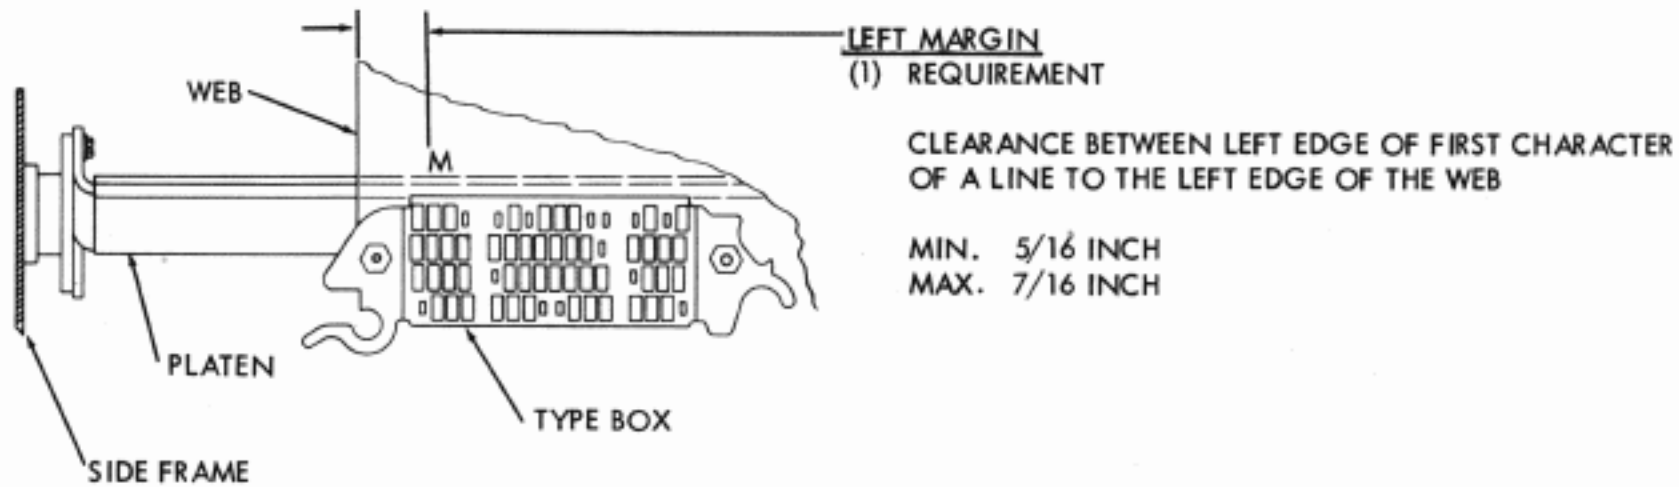 LEFT MARGIN
(1) REQUIREMENT
WEB
CLEARANCE BETWEEN LEFT EDGE OF FIRST CHARACTER
OF A LINE TO THE LEFT EDGE OF THE WEB
M
MIN. 5/16 INCH
MAX. 7/16 INCH
PLATEN
TYPE BOX
SIDE FRAME